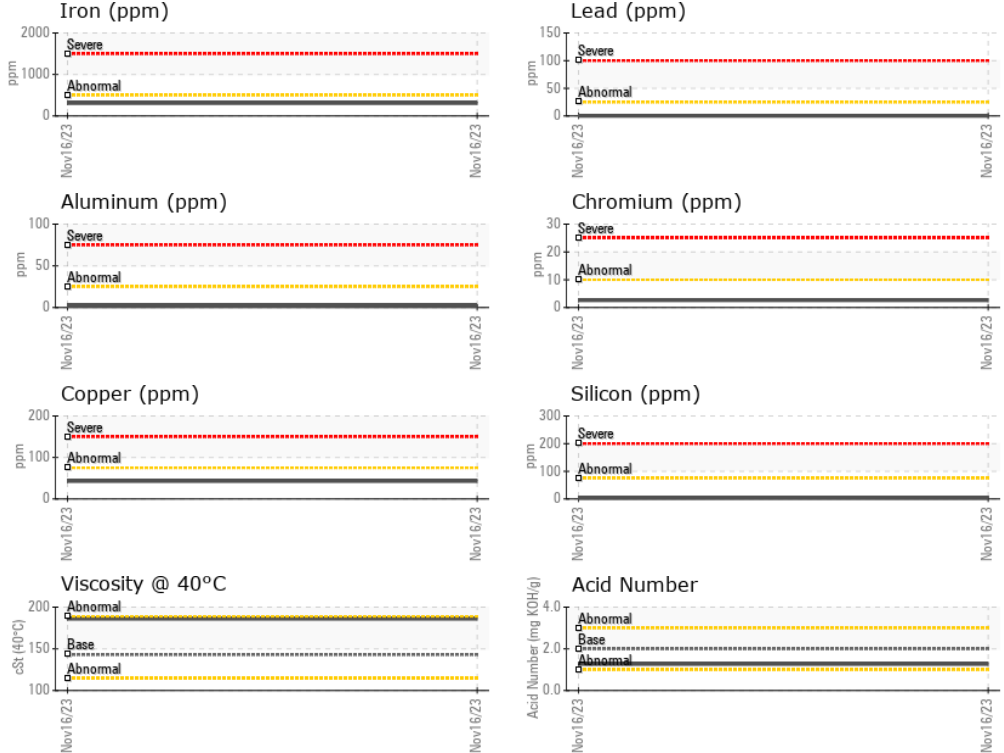 Iron (ppm)
2000
1000
0
ppm
Severe
Abnormal
Nov16/23
Nov16/23
Lead (ppm)
150
100
50
0
ppm
Severe
Abnormal
Nov16/23
Nov16/23
Aluminum (ppm)
100
50
0
ppm
Severe
Abnormal
Nov16/23
Nov16/23
Chromium (ppm)
30
20
10
0
ppm
Severe
Abnormal
Nov16/23
Nov16/23
Copper (ppm)
200
100
0
ppm
Severe
Abnormal
Nov16/23
Nov16/23
Silicon (ppm)
300
200
100
0
ppm
Severe
Abnormal
Nov16/23
Nov16/23
Viscosity @ 40°C
200
150
100
cSt (40°C)
Abnormal
Base
Abnormal
Nov16/23
Nov16/23
Acid Number
4.0
2.0
0.0
Acid Number (mg KOH/g)
Abnormal
Base
Abnormal
Nov16/23
Nov16/23